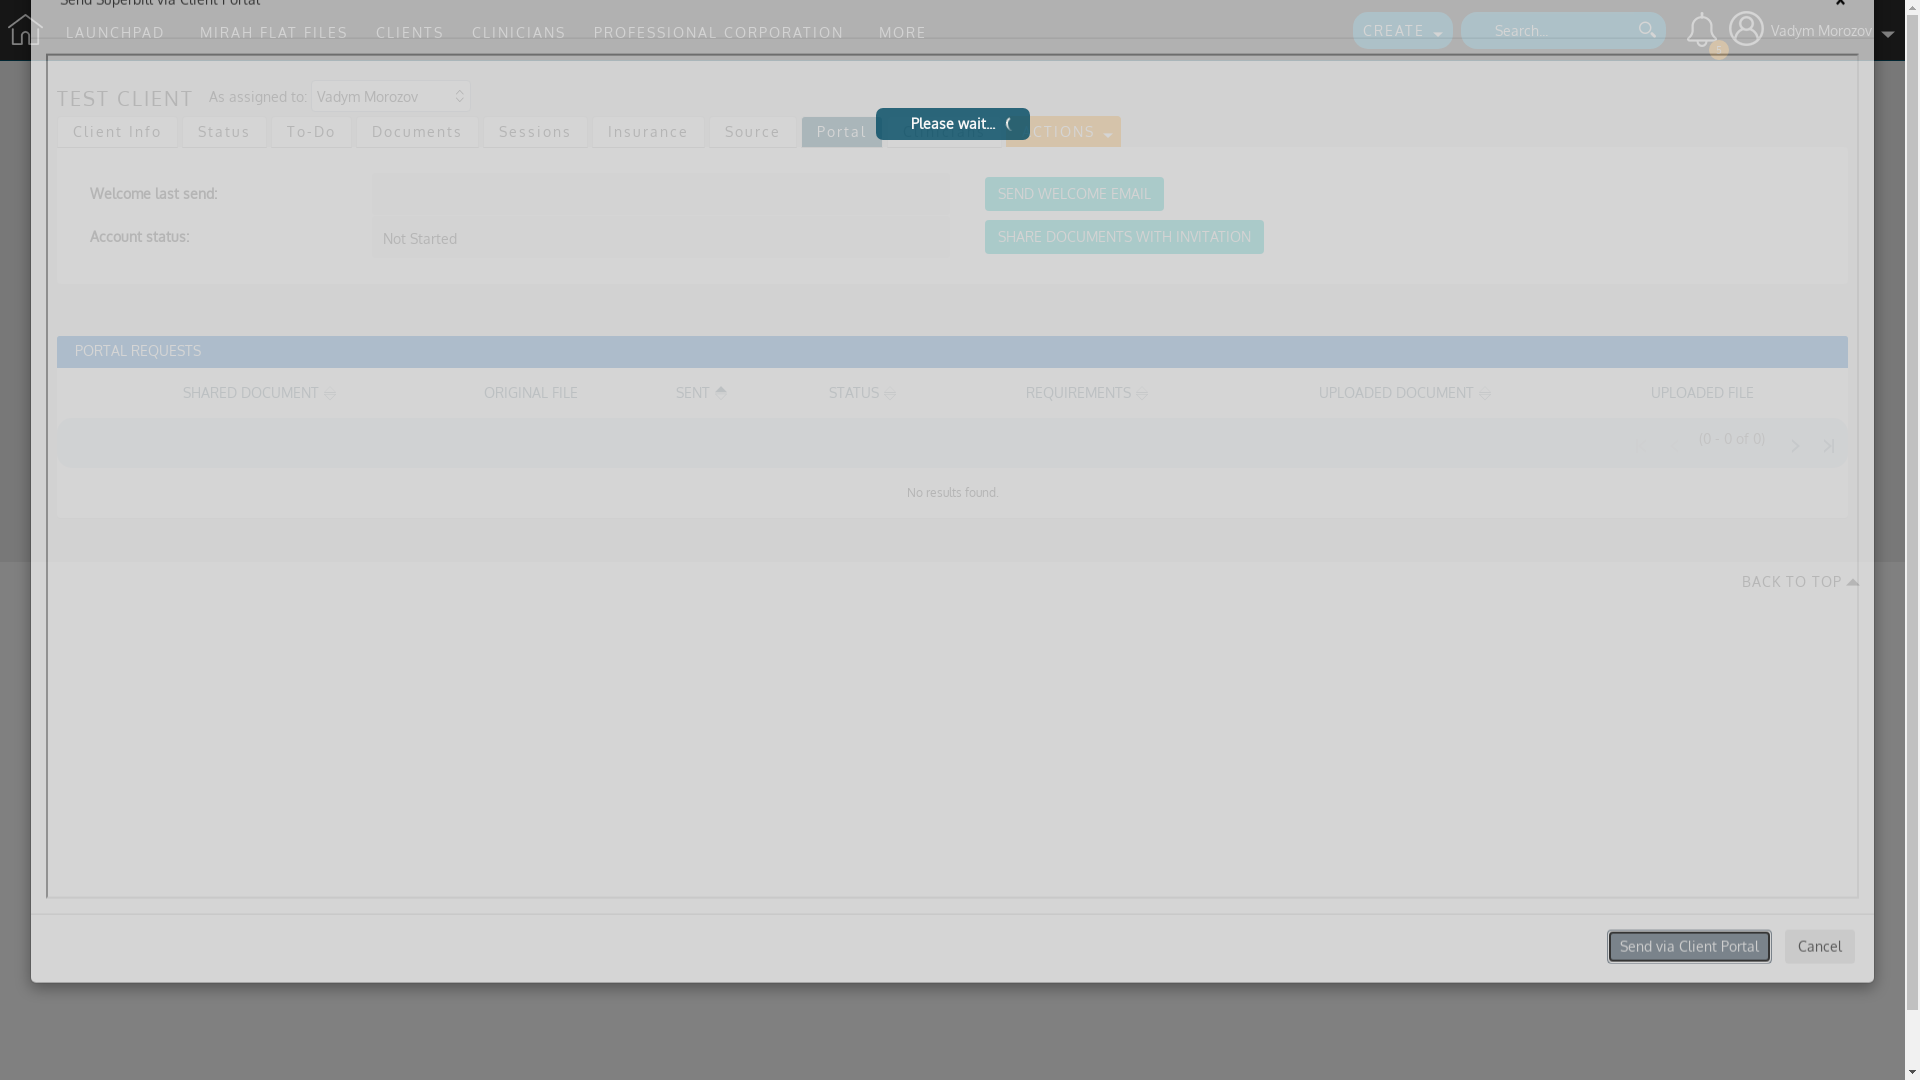 Send Superbill via Client Portal
LAUNCHPAD MIRAH FLAT FILES CLIENTS CLINICIANS PROFESSIONAL CORPORATION MORE CREATE Search... 5 Vadym Morozov
TEST CLIENT As assigned to: Vadym Morozov
Please wait...
Client Info Status To-Do Documents Sessions Insurance Source Portal CTIONS
Welcome last send: SEND WELCOME EMAIL
Account status: Not Started SHARE DOCUMENTS WITH INVITATION
PORTAL REQUESTS
SHARED DOCUMENT ORIGINAL FILE SENT STATUS REQUIREMENTS UPLOADED DOCUMENT UPLOADED FILE
(0 - 0 of 0)
No results found.
BACK TO TOP
Send via Client Portal Cancel